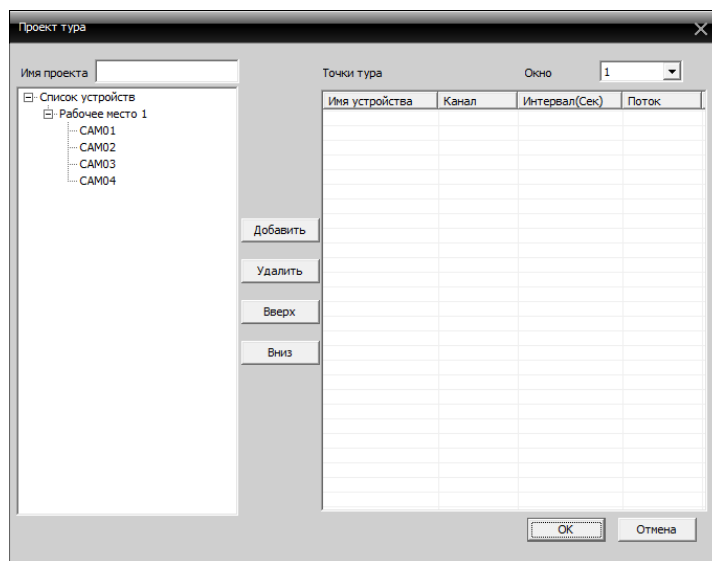 Проект тура
Имя проекта
Точки тура
Окно
1
Список устройств
Рабочее место 1
CAM01
CAM02
CAM03
CAM04
Имя устройства Канал Интервал(Сек) Поток
Добавить
Удалить
Вверх
Вниз
OK
Отмена